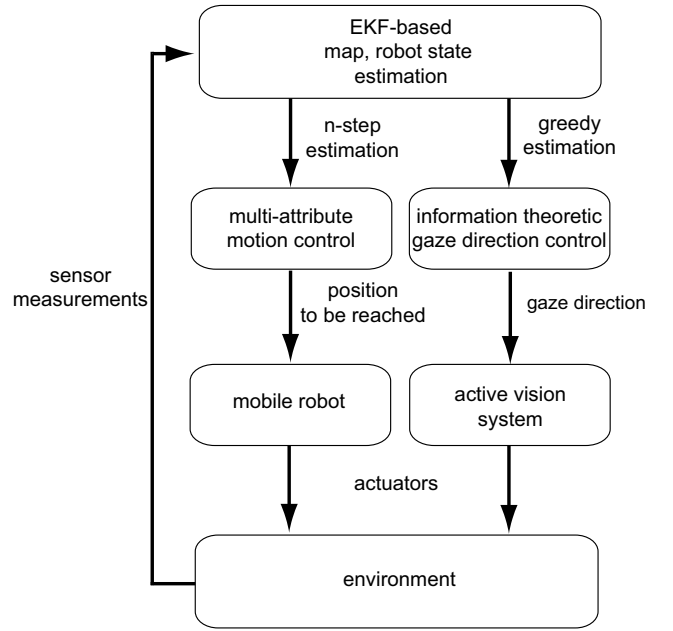 EKF-based
map, robot state
estimation
n-step
estimation
greedy
estimation
multi-attribute
motion control
information theoretic
gaze direction control
sensor
measurements
position
to be reached
gaze direction
mobile robot
active vision
system
actuators
environment